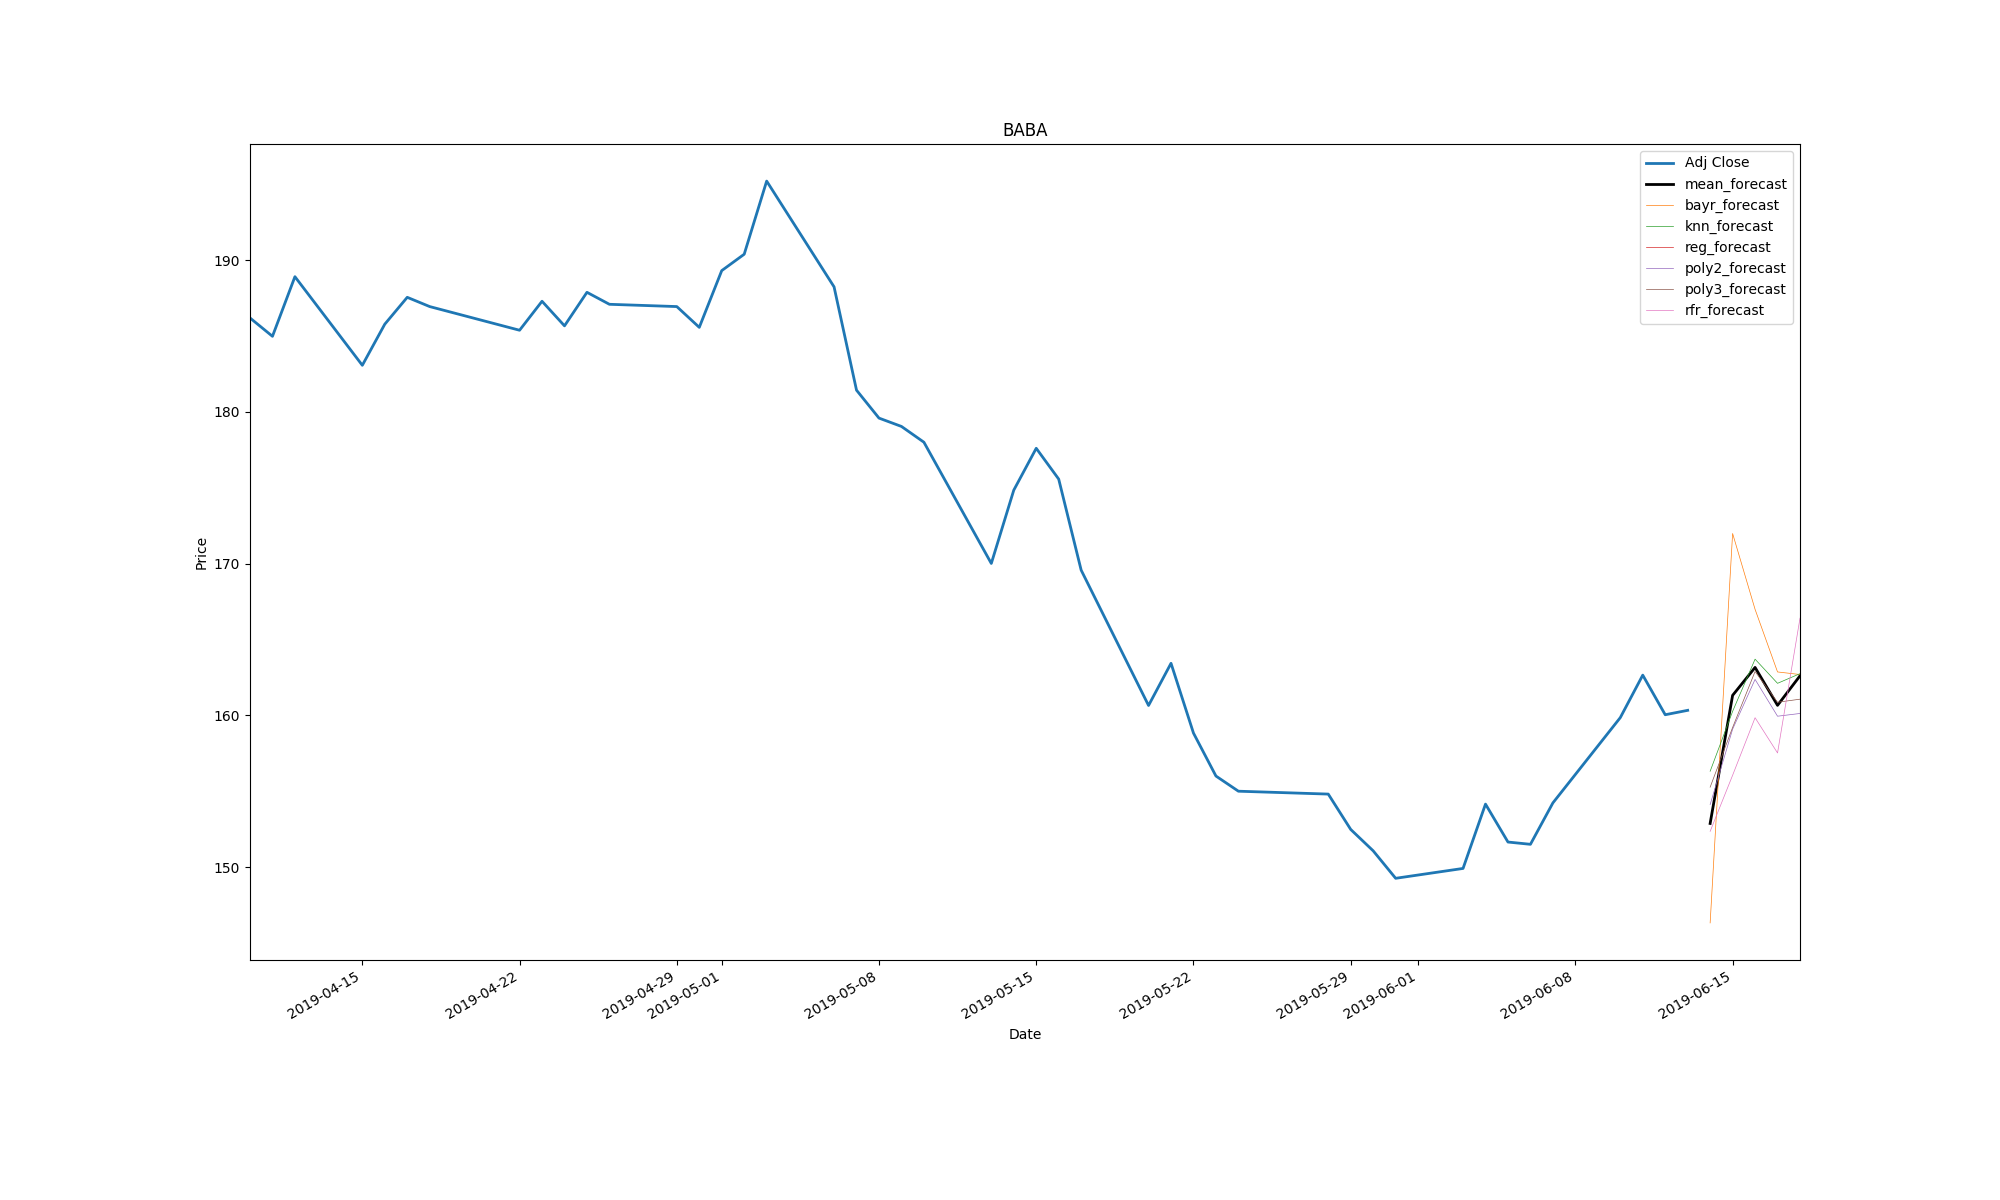 BABA
Adj Close
mean_forecast
bayr_forecast
knn_forecast
reg_forecast
poly2_forecast
poly3_forecast
rfr_forecast
190
180
170
160
150
Price
2019-04-15
2019-04-22
2019-04-29
2019-05-01
2019-05-08
2019-05-15
2019-05-22
2019-05-29
2019-06-01
2019-06-08
2019-06-15
Date